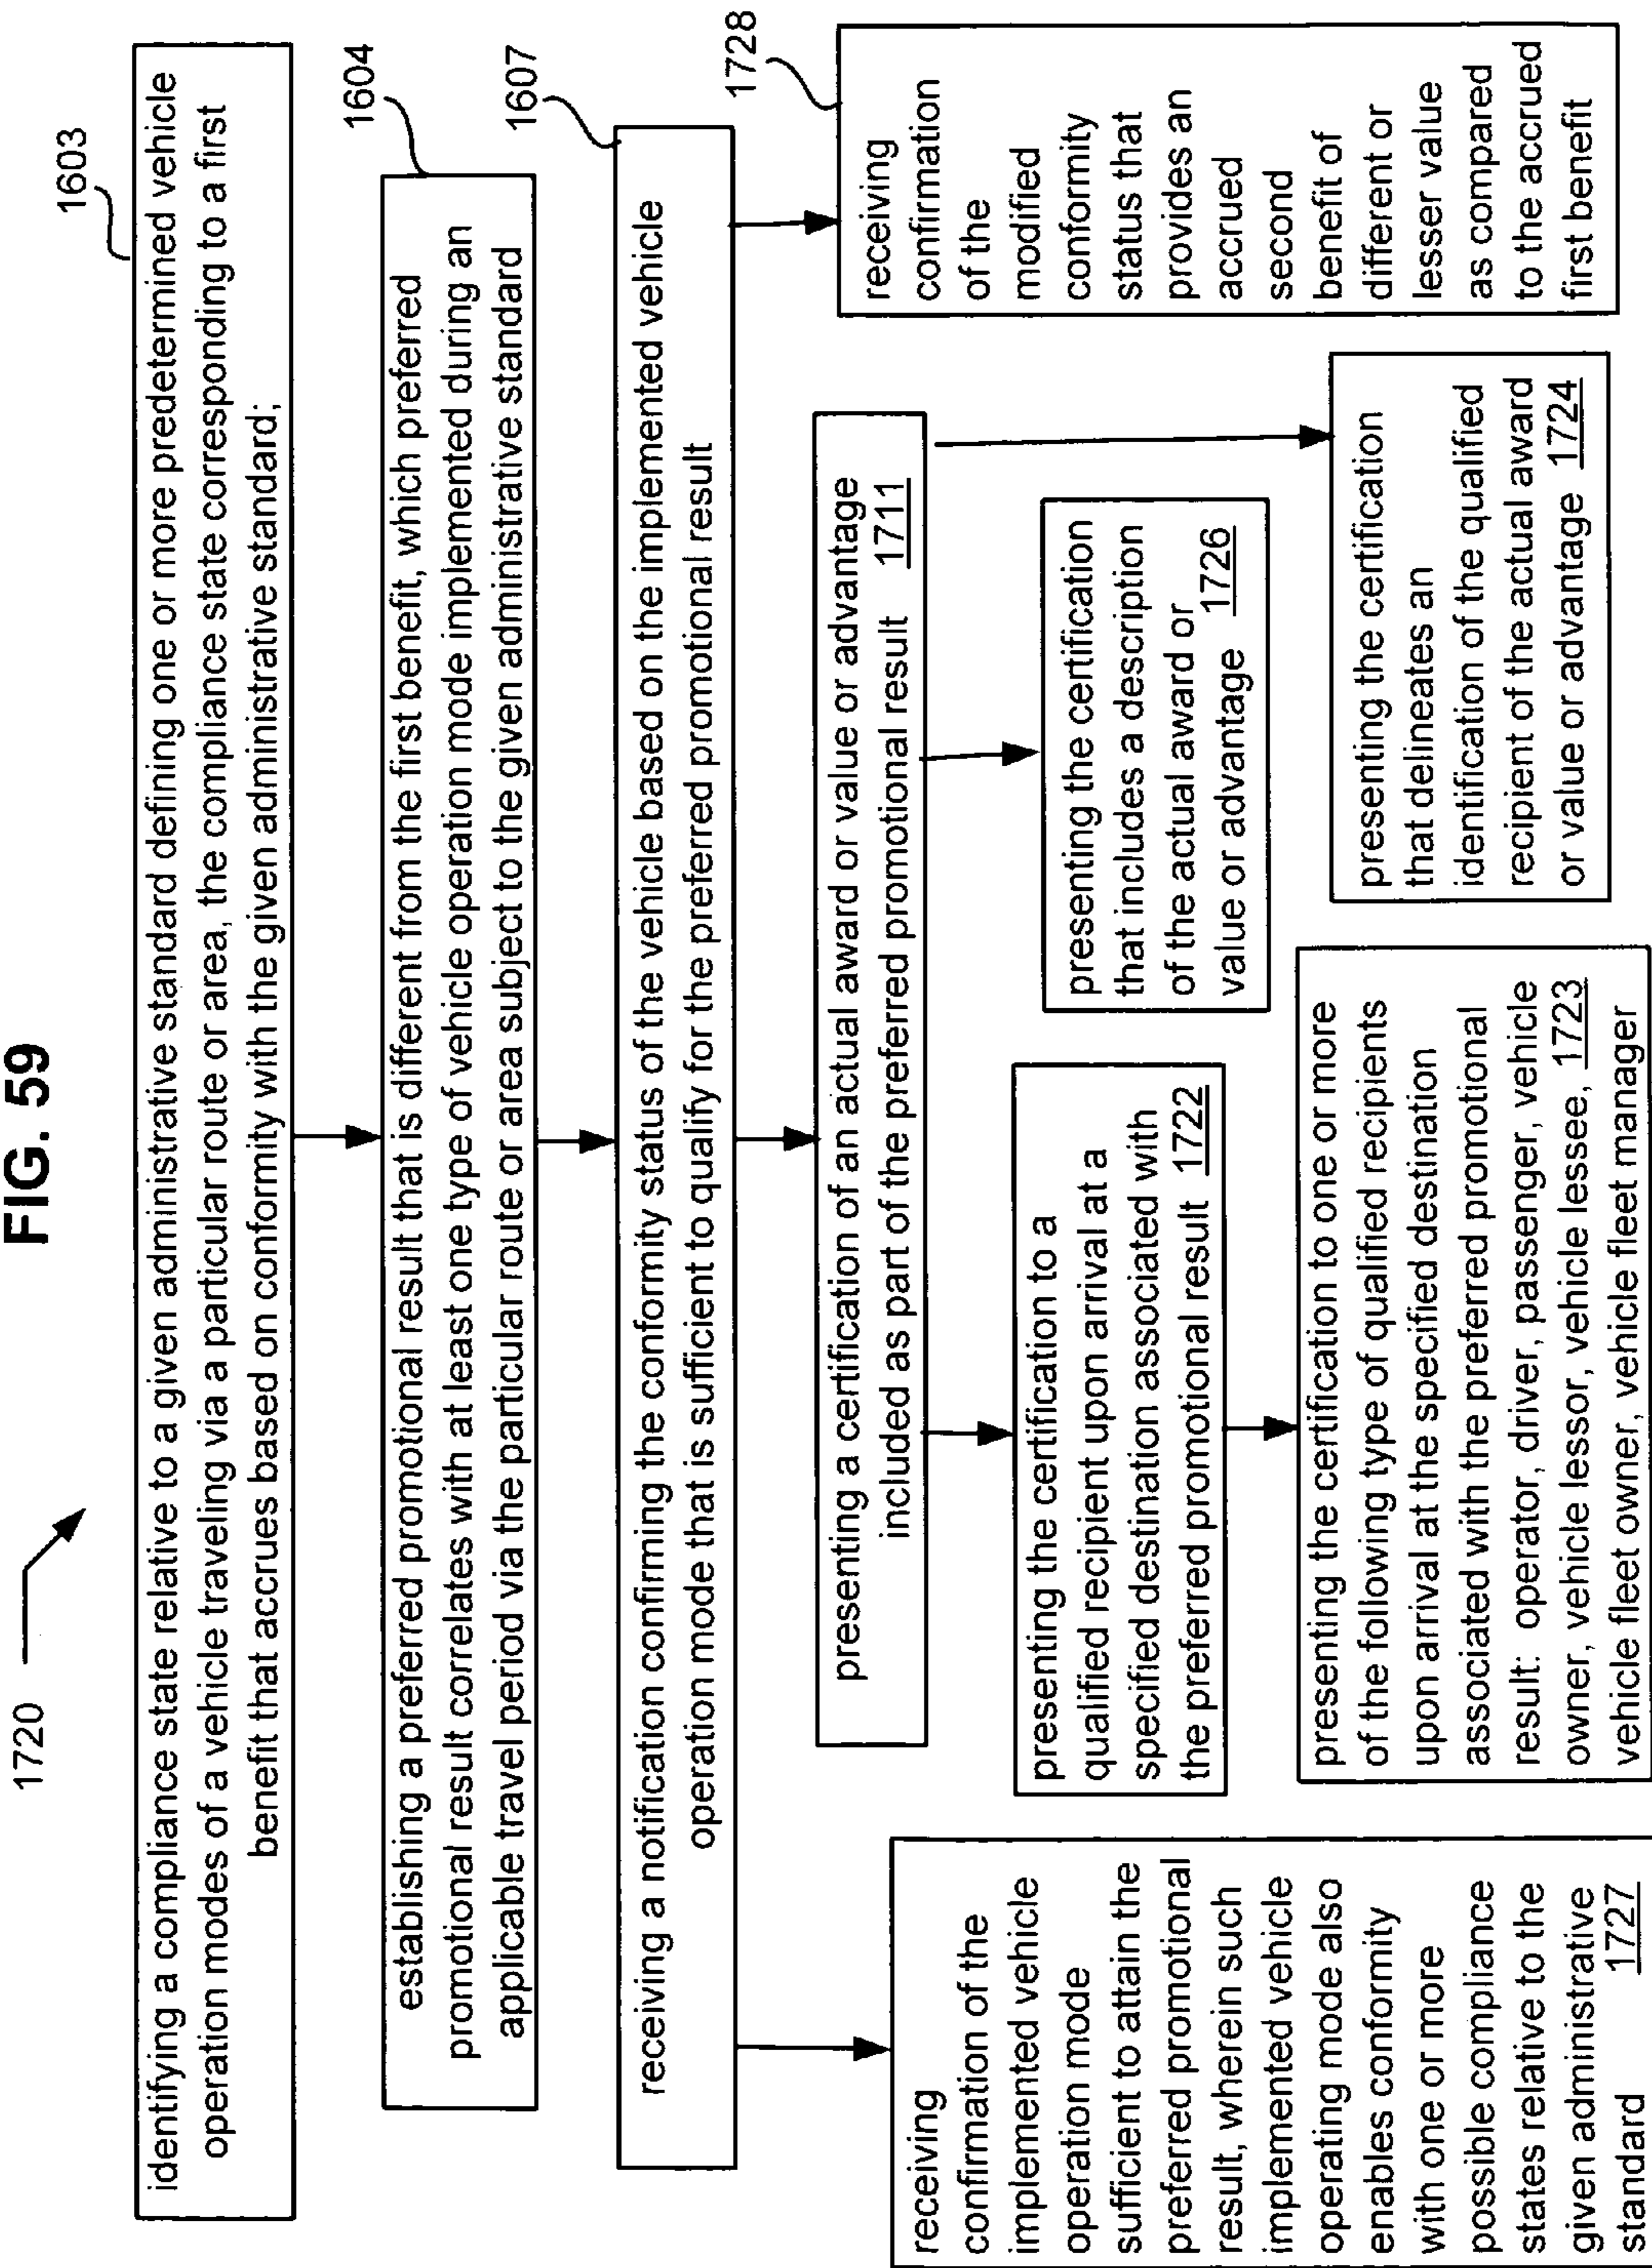 FIG. 59
1720
1603
identifying a compliance state relative to a given administrative standard defining one or more predetermined vehicle
operation modes of a vehicle traveling via a particular route or area, the compliance state corresponding to a first
benefit that accrues based on conformity with the given administrative standard;
1604
establishing a preferred promotional result that is different from the first benefit, which preferred
promotional result correlates with at least one type of vehicle operation mode implemented during an
applicable travel period via the particular route or area subject to the given administrative standard
1607
receiving a notification confirming the conformity status of the vehicle based on the implemented vehicle
operation mode that is sufficient to qualify for the preferred promotional result
receiving
confirmation of the
implemented vehicle
operation mode
sufficient to attain the
preferred promotional
result, wherein such
implemented vehicle
operating mode also
enables conformity
with one or more
possible compliance
states relative to the
given administrative
standard 1727
presenting a certification of an actual award or value or advantage
included as part of the preferred promotional result 1711
presenting the certification to a
qualified recipient upon arrival at a
specified destination associated with
the preferred promotional result 1722
presenting the certification to one or more
of the following type of qualified recipients
upon arrival at the specified destination
associated with the preferred promotional
result: operator, driver, passenger, vehicle
owner, vehicle lessor, vehicle lessee, 1723
vehicle fleet owner, vehicle fleet manager
presenting the certification
that includes a description
of the actual award or
value or advantage 1726
presenting the certification
that delineates an
identification of the qualified
recipient of the actual award
or value or advantage 1724
1728
receiving
confirmation
of the
modified
conformity
status that
provides an
accrued
second
benefit of
different or
lesser value
as compared
to the accrued
first benefit